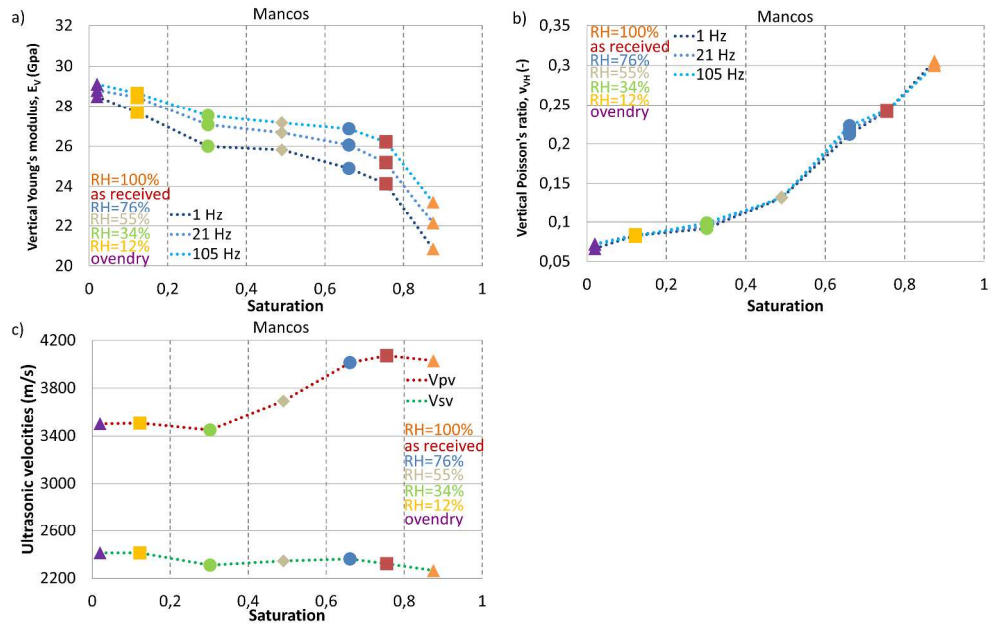 a)
Mancos
Vertical Young's modulus, E_V (Gpa)
32
30
28
26
24
22
20
RH=100%
as received
RH=76%
RH=55%
RH=34%
RH=12%
ovendry
1 Hz
21 Hz
105 Hz
0
0,2
0,4
0,6
0,8
1
Saturation
b)
Mancos
Vertical Poisson's ratio, ν_VH (-)
RH=100%
as received
RH=76%
RH=55%
RH=34%
RH=12%
ovendry
1 Hz
21 Hz
105 Hz
0,3
0,25
0,2
0,15
0,1
0,05
0
0,2
0,4
0,6
0,8
1
Saturation
c)
Mancos
Ultrasonic velocities (m/s)
4200
3800
3400
3000
2600
2200
Vpv
Vsv
RH=100%
as received
RH=76%
RH=55%
RH=34%
RH=12%
ovendry
0
0,2
0,4
0,6
0,8
1
Saturation